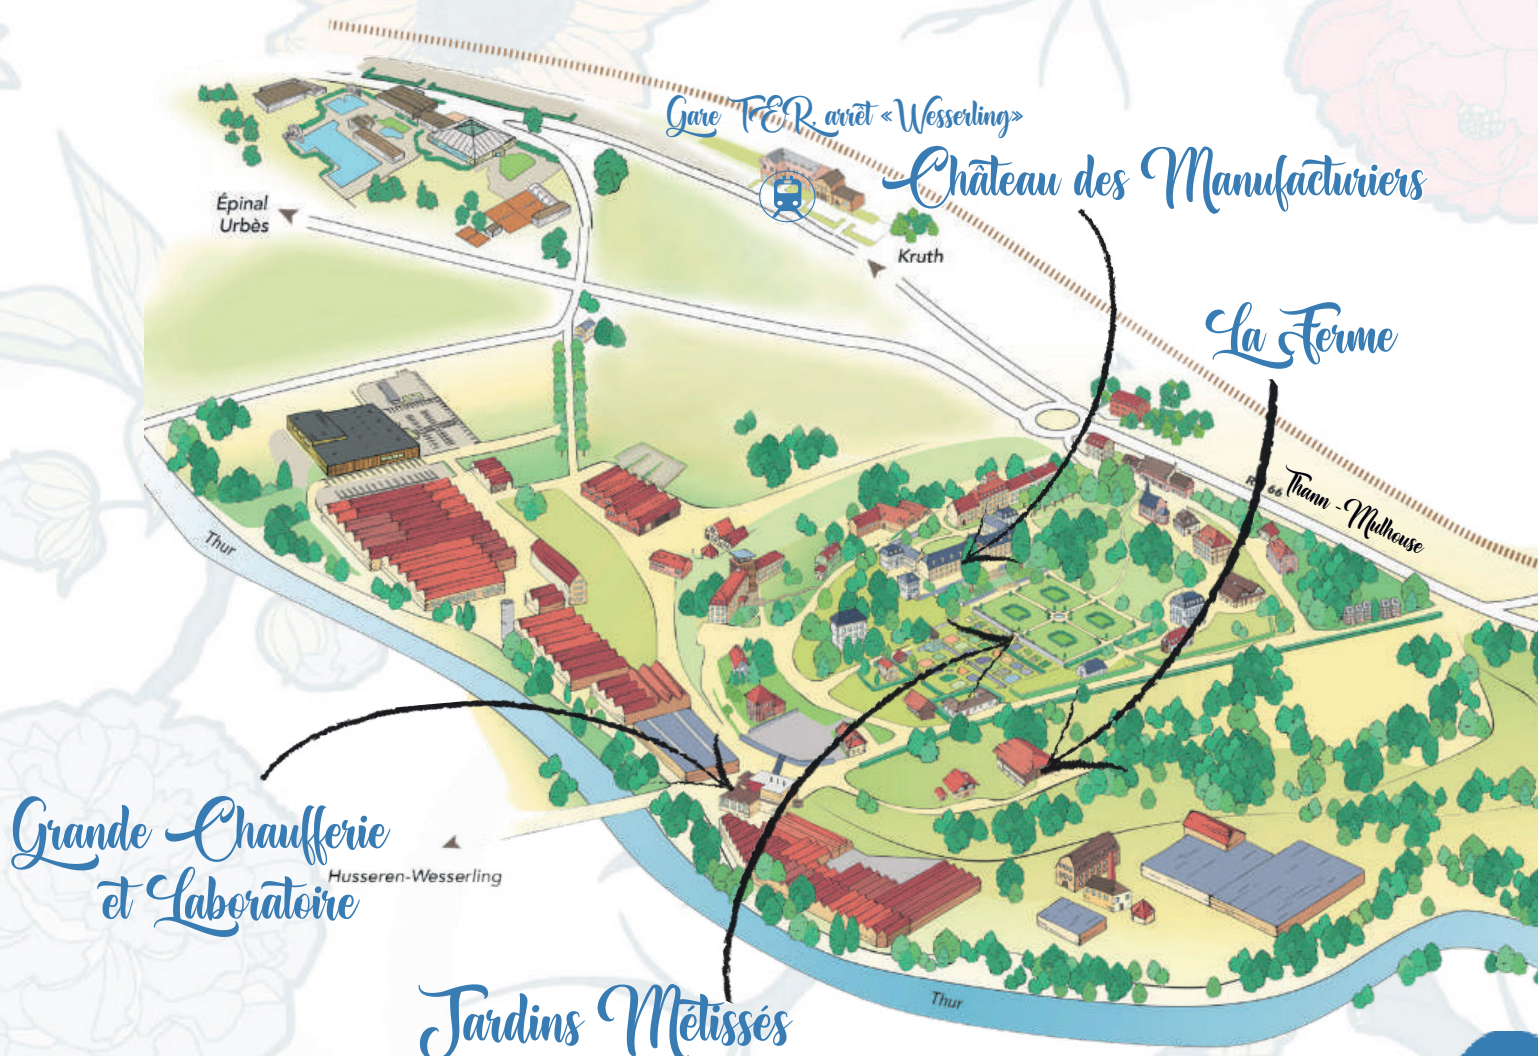 Gare TER, arrêt «Wesserling»
Château des Manufacturiers
Épinal
Urbès
Kruth
La Ferme
66
Thann - Mulhouse
Thur
Grande Chaufferie
et Laboratoire
Husseren-Wesserling
Thur
Jardins Métissés